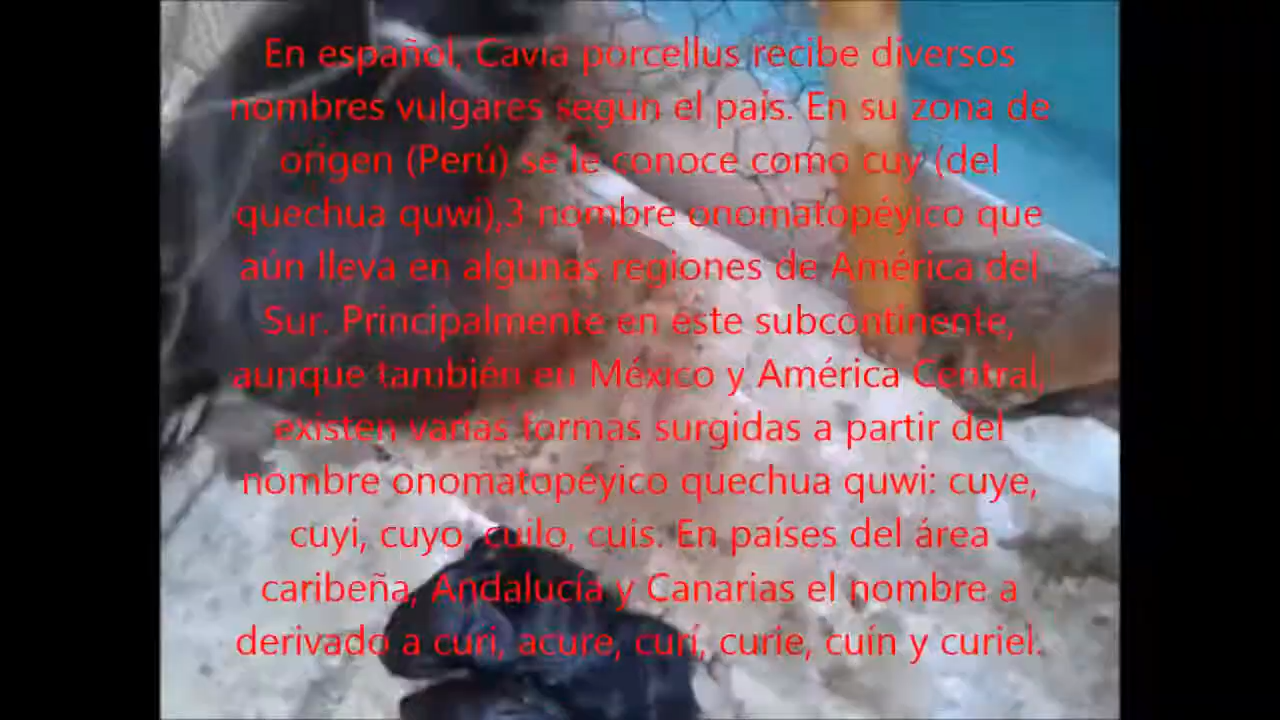 En español, Cavia porcellus recibe diversos
nombres vulgares según el país. En su zona de
origen (Perú) se le conoce como cuy (del
quechua quwi),3 nombre onomatopéyico que
aún lleva en algunas regiones de América del
Sur. Principalmente en este subcontinente,
aunque también en México y América Central,
existen varias formas surgidas a partir del
nombre onomatopéyico quechua quwi: cuye,
cuyi, cuyo, cuilo, cuis. En países del área
caribeña, Andalucía y Canarias el nombre a
derivado a curi, acure, curí, curie, cuín y curiel.